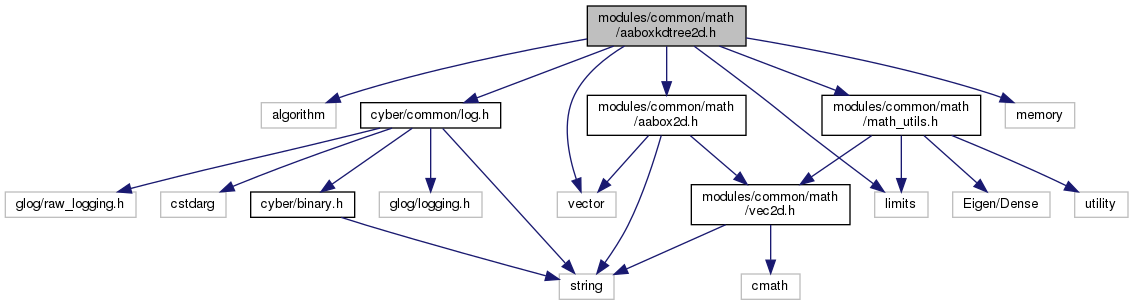 modules/common/math
/aaboxkdtree2d.h
algorithm
cyber/common/log.h
modules/common/math
/aabox2d.h
modules/common/math
/math_utils.h
memory
glog/raw_logging.h
cstdarg
cyber/binary.h
glog/logging.h
vector
modules/common/math
/vec2d.h
limits
Eigen/Dense
utility
string
cmath